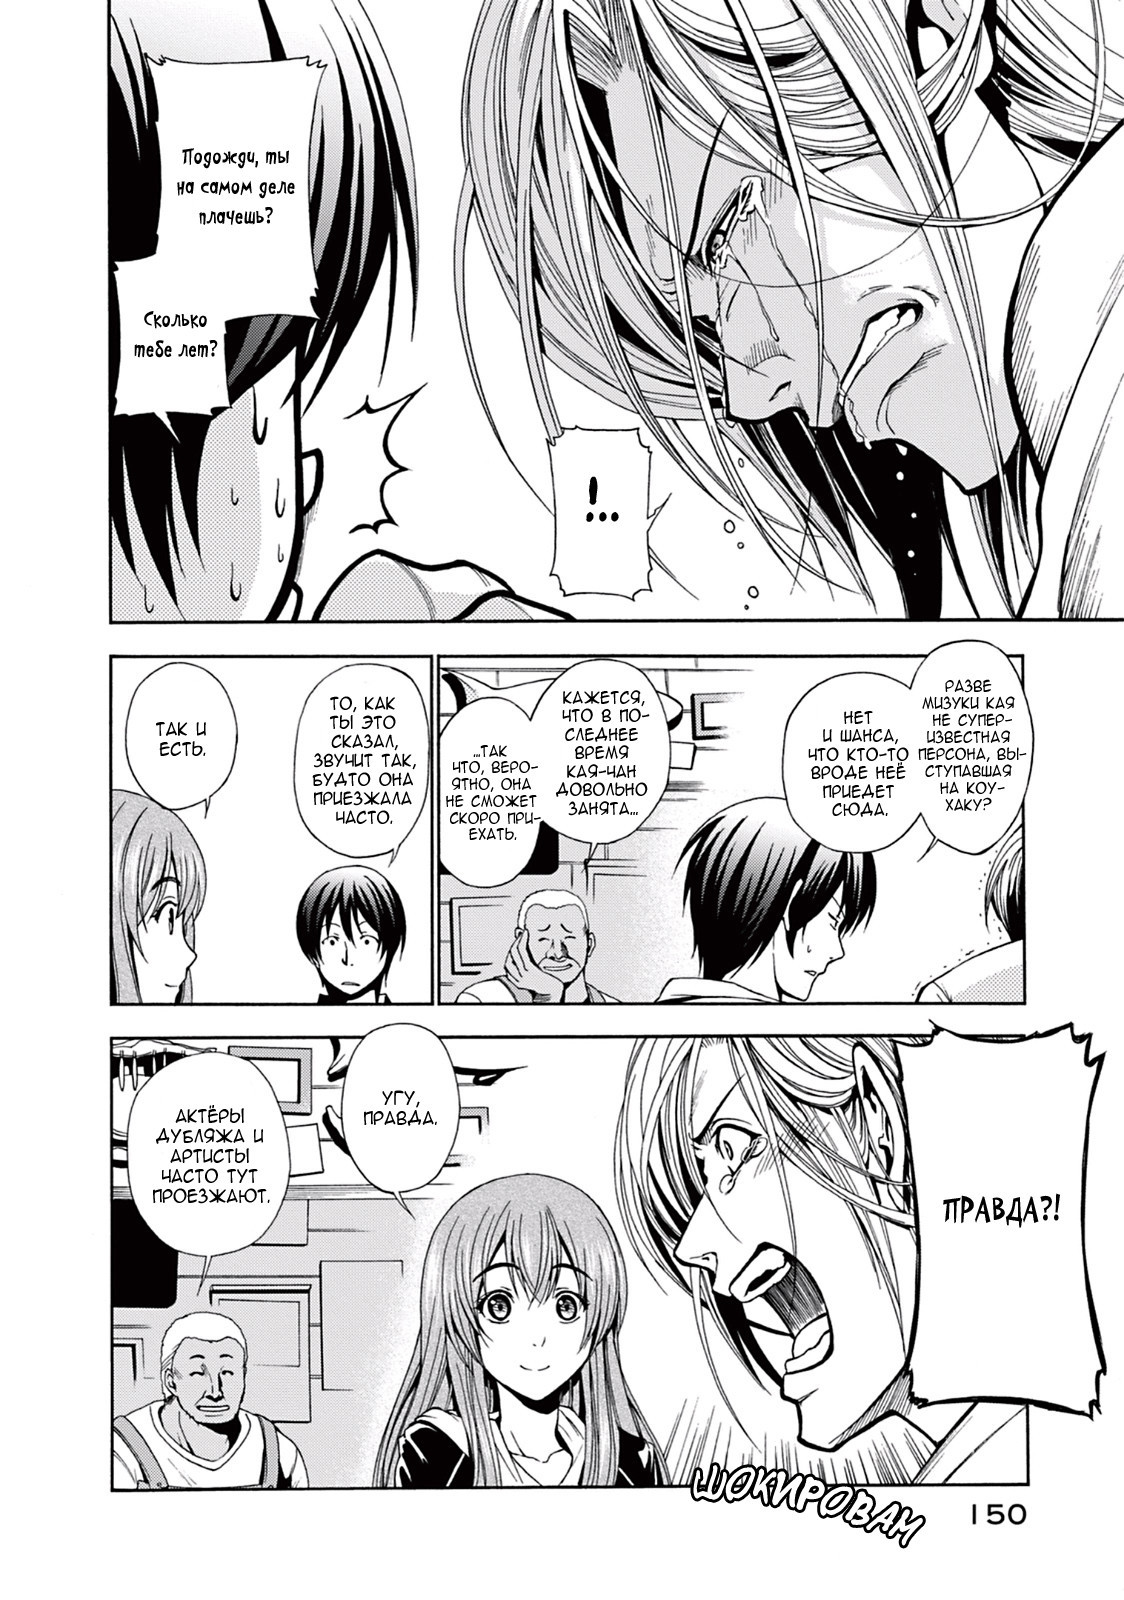 !...
Подожди, ты
на самом деле
плачешь?
Сколько
тебе лет?
РАЗВЕ
МИЗУКИ КАЯ
НЕ СУПЕР-
ИЗВЕСТНАЯ
ПЕРСОНА, ВЫ-
СТУПАВШАЯ
НА КОУ-
ХАКУ?
НЕТ
И ШАНСА,
ЧТО КТО-ТО
ВРОДЕ НЕЁ
ПРИЕДЕТ
СЮДА.
КАЖЕТСЯ,
ЧТО В ПО-
СЛЕДНЕЕ
ВРЕМЯ
КАЯ-ЧАН
ДОВОЛЬНО
ЗАНЯТА...
...ТАК
ЧТО, ВЕРО-
ЯТНО, ОНА
НЕ СМОЖЕТ
СКОРО ПРИ-
ЕХАТЬ.
ТО, КАК
ТЫ ЭТО
СКАЗАЛ,
ЗВУЧИТ ТАК,
БУДТО ОНА
ПРИЕЗЖАЛА
ЧАСТО.
ТАК И
ЕСТЬ.
ПРАВДА?!
ШОКИРОВАМ
УГУ,
ПРАВДА.
АКТЁРЫ
ДУБЛЯЖА И
АРТИСТЫ
ЧАСТО ТУТ
ПРОЕЗЖАЮТ.
150